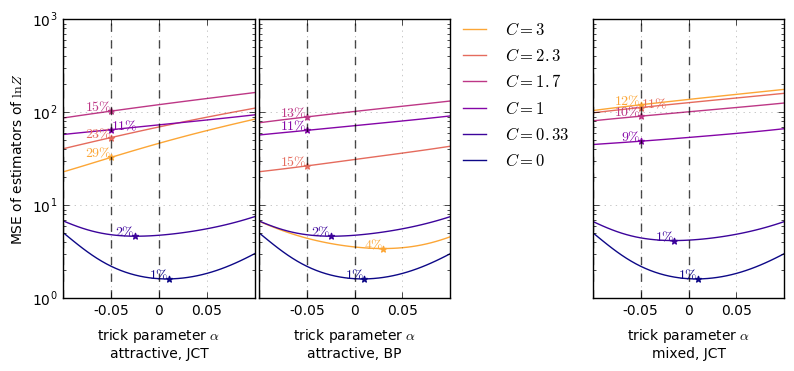 MSE of estimators of ln Z
10³
10²
10¹
10⁰
15%
11%
23%
29%
2%
1%
-0.05
0
0.05
trick parameter α
attractive, JCT
13%
11%
15%
2%
4%
1%
-0.05
0
0.05
trick parameter α
attractive, BP
C = 3
C = 2.3
C = 1.7
C = 1
C = 0.33
C = 0
12%
11%
10%
9%
1%
1%
-0.05
0
0.05
trick parameter α
mixed, JCT